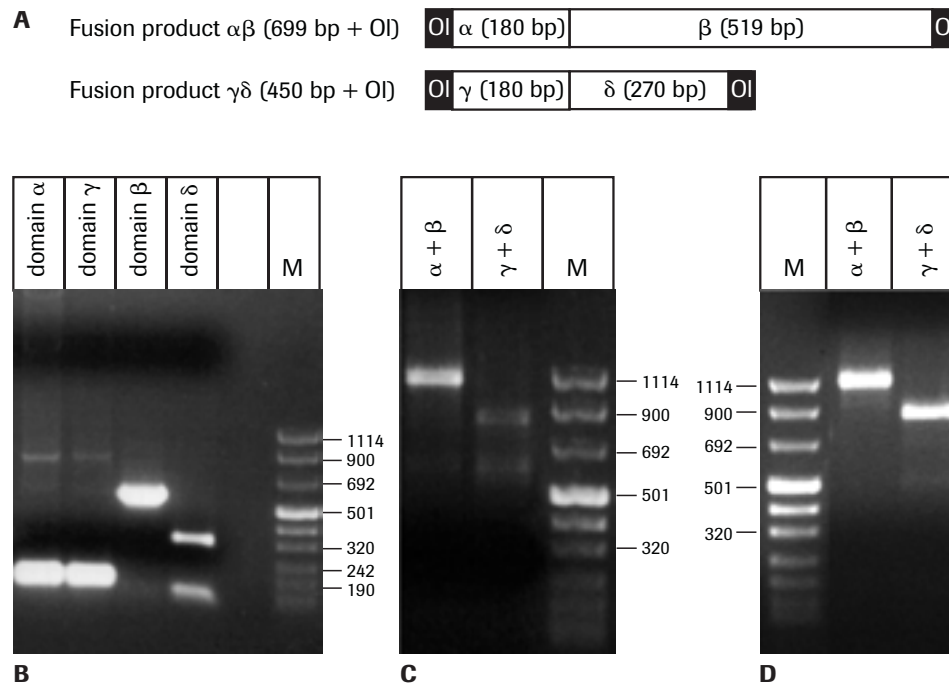 A
Fusion product αβ (699 bp + Ol)
Ol α (180 bp) β (519 bp) O
Fusion product γδ (450 bp + Ol)
Ol γ (180 bp) δ (270 bp) Ol
domain α
domain γ
domain β
domain δ
M
1114
900
692
501
320
242
190
B
α + β
γ + δ
M
1114
900
692
501
320
C
M
α + β
γ + δ
1114
900
692
501
320
D